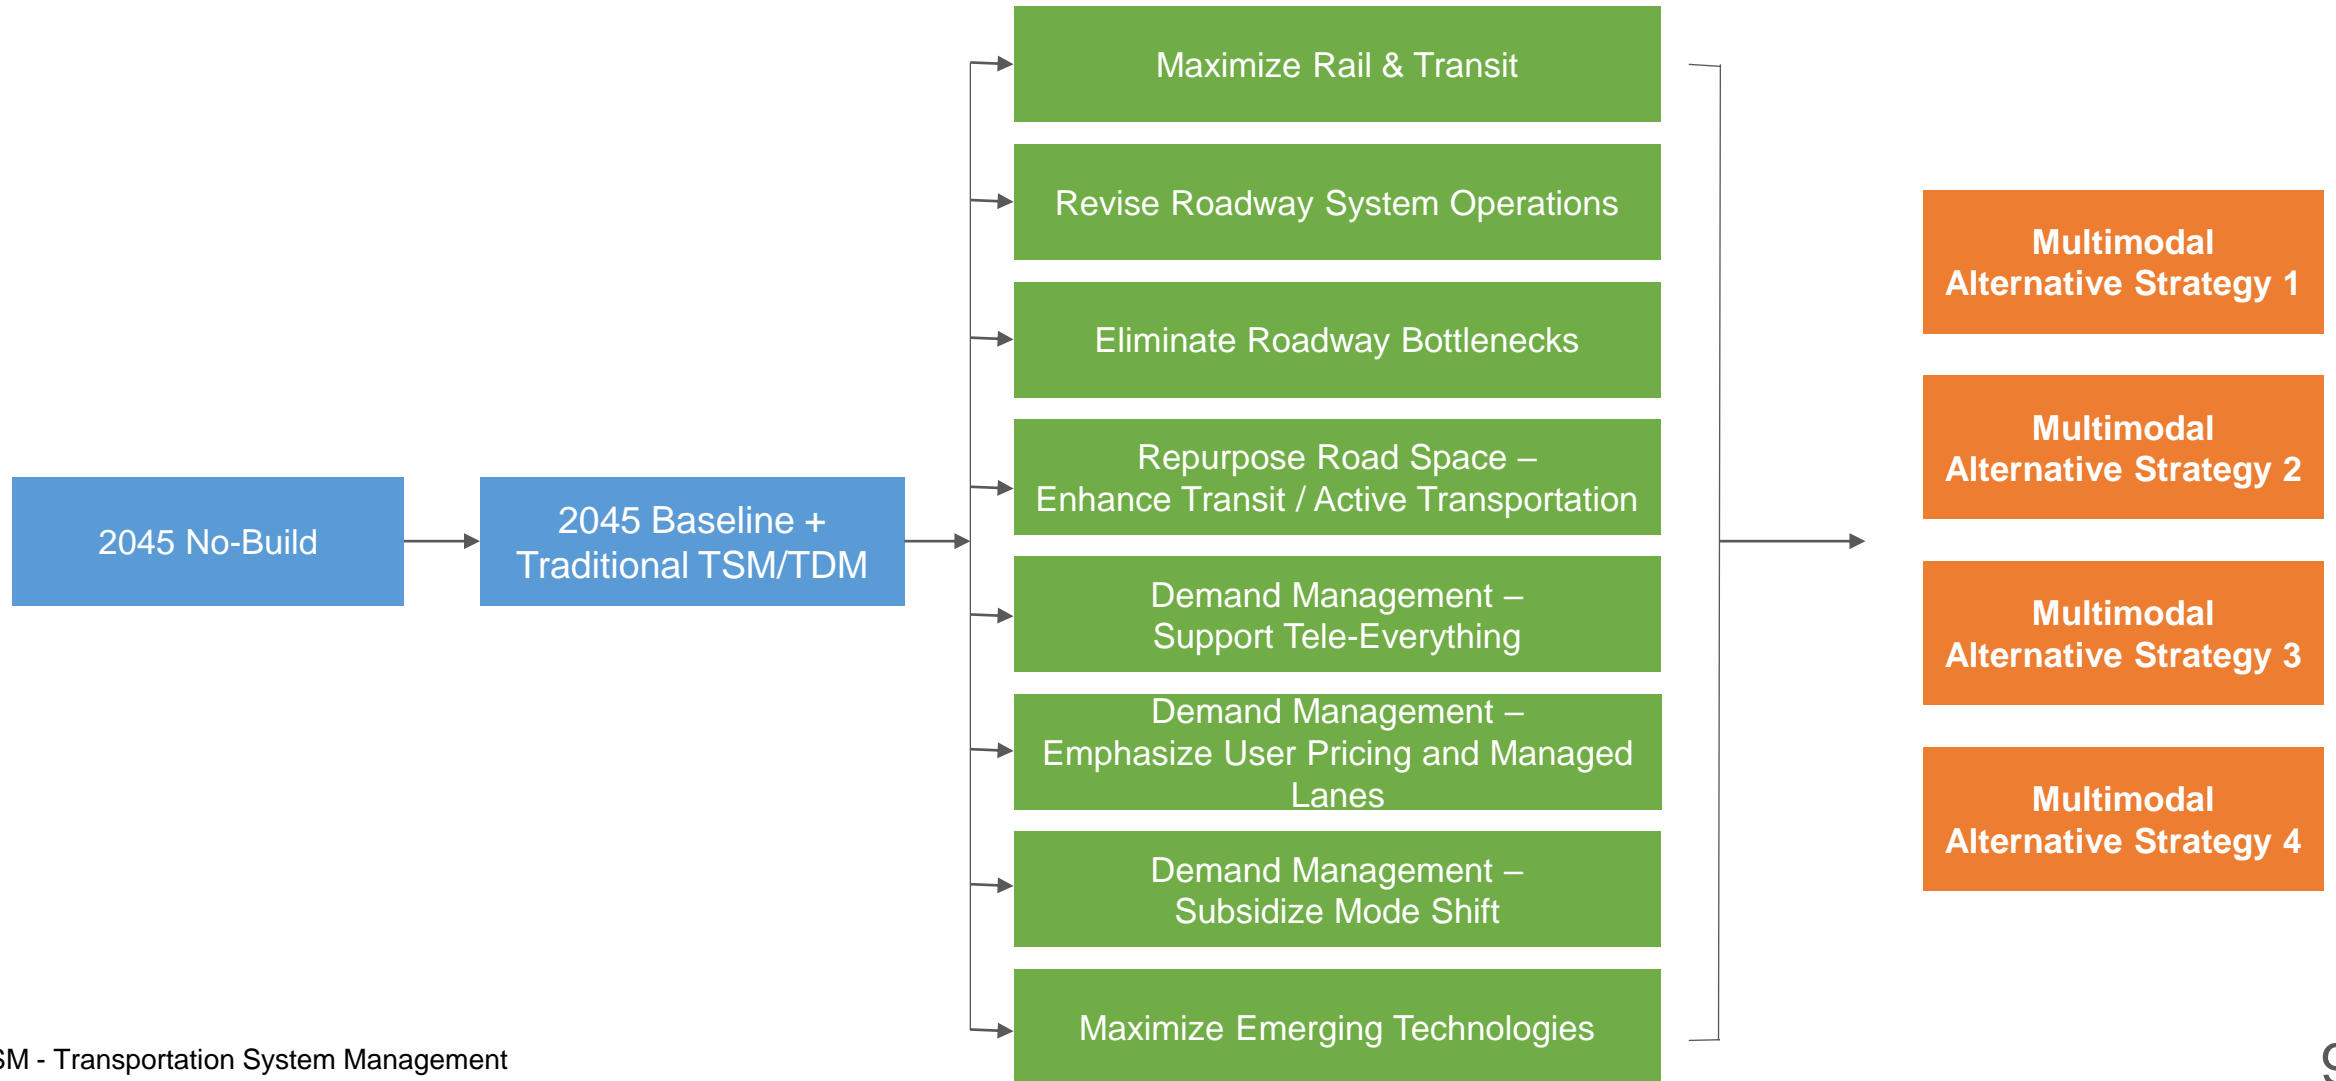 2045 No-Build
2045 Baseline +
Traditional TSM/TDM
Maximize Rail & Transit
Revise Roadway System Operations
Eliminate Roadway Bottlenecks
Repurpose Road Space –
Enhance Transit / Active Transportation
Demand Management –
Support Tele-Everything
Demand Management –
Emphasize User Pricing and Managed
Lanes
Demand Management –
Subsidize Mode Shift
Maximize Emerging Technologies
Multimodal
Alternative Strategy 1
Multimodal
Alternative Strategy 2
Multimodal
Alternative Strategy 3
Multimodal
Alternative Strategy 4
SM - Transportation System Management